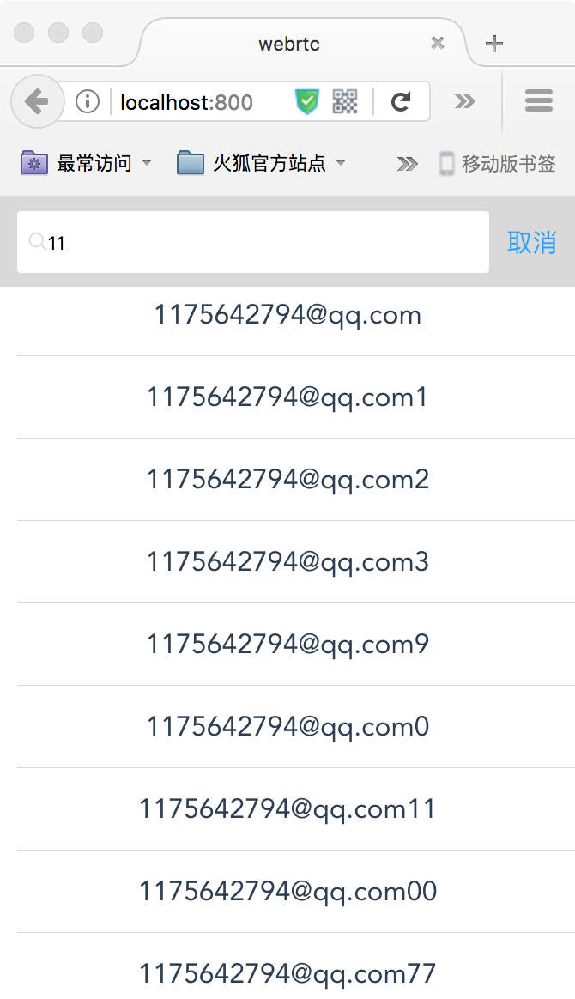 webrtc
localhost:800
最常访问 火狐官方站点 移动版书签
11 取消
1175642794@qq.com
1175642794@qq.com1
1175642794@qq.com2
1175642794@qq.com3
1175642794@qq.com9
1175642794@qq.com0
1175642794@qq.com11
1175642794@qq.com00
1175642794@qq.com77